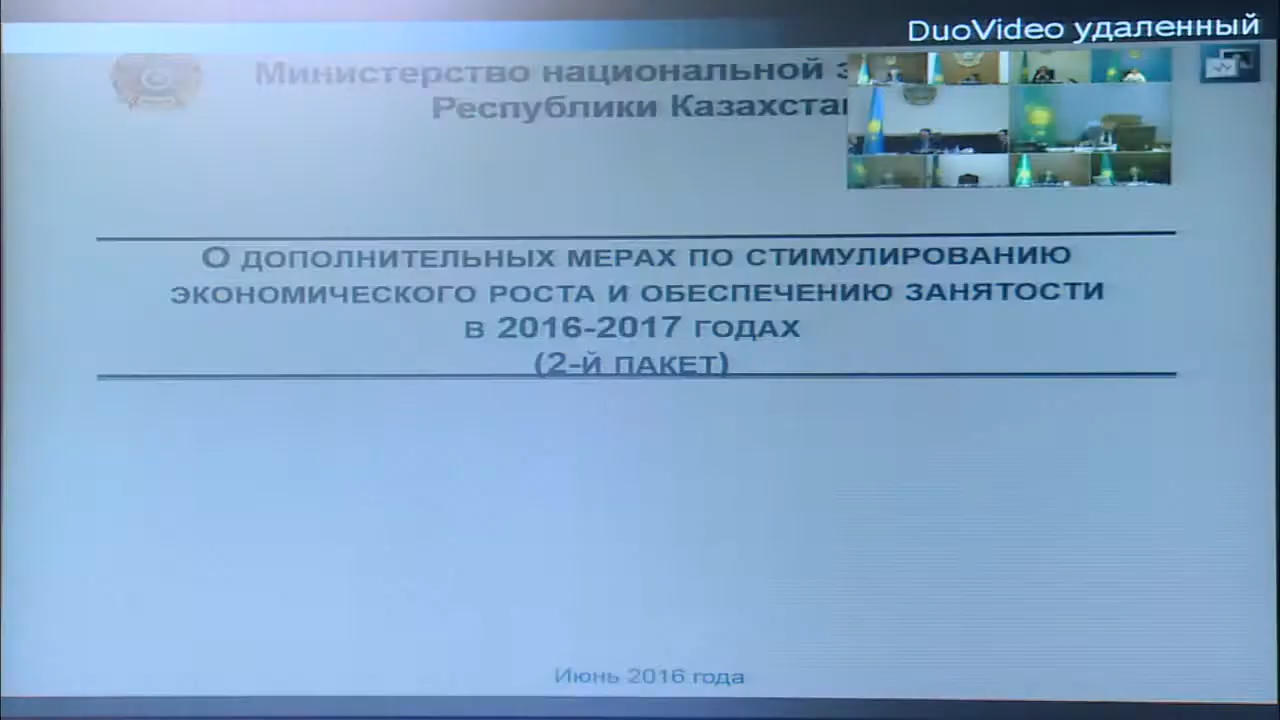 DuoVideo удаленный
Министерство национальной
Республики Казахста
О ДОПОЛНИТЕЛЬНЫХ МЕРАХ ПО СТИМУЛИРОВАНИЮ
ЭКОНОМИЧЕСКОГО РОСТА И ОБЕСПЕЧЕНИЮ ЗАНЯТОСТИ
В 2016-2017 ГОДАХ
(2-Й ПАКЕТ)
Июнь 2016 года